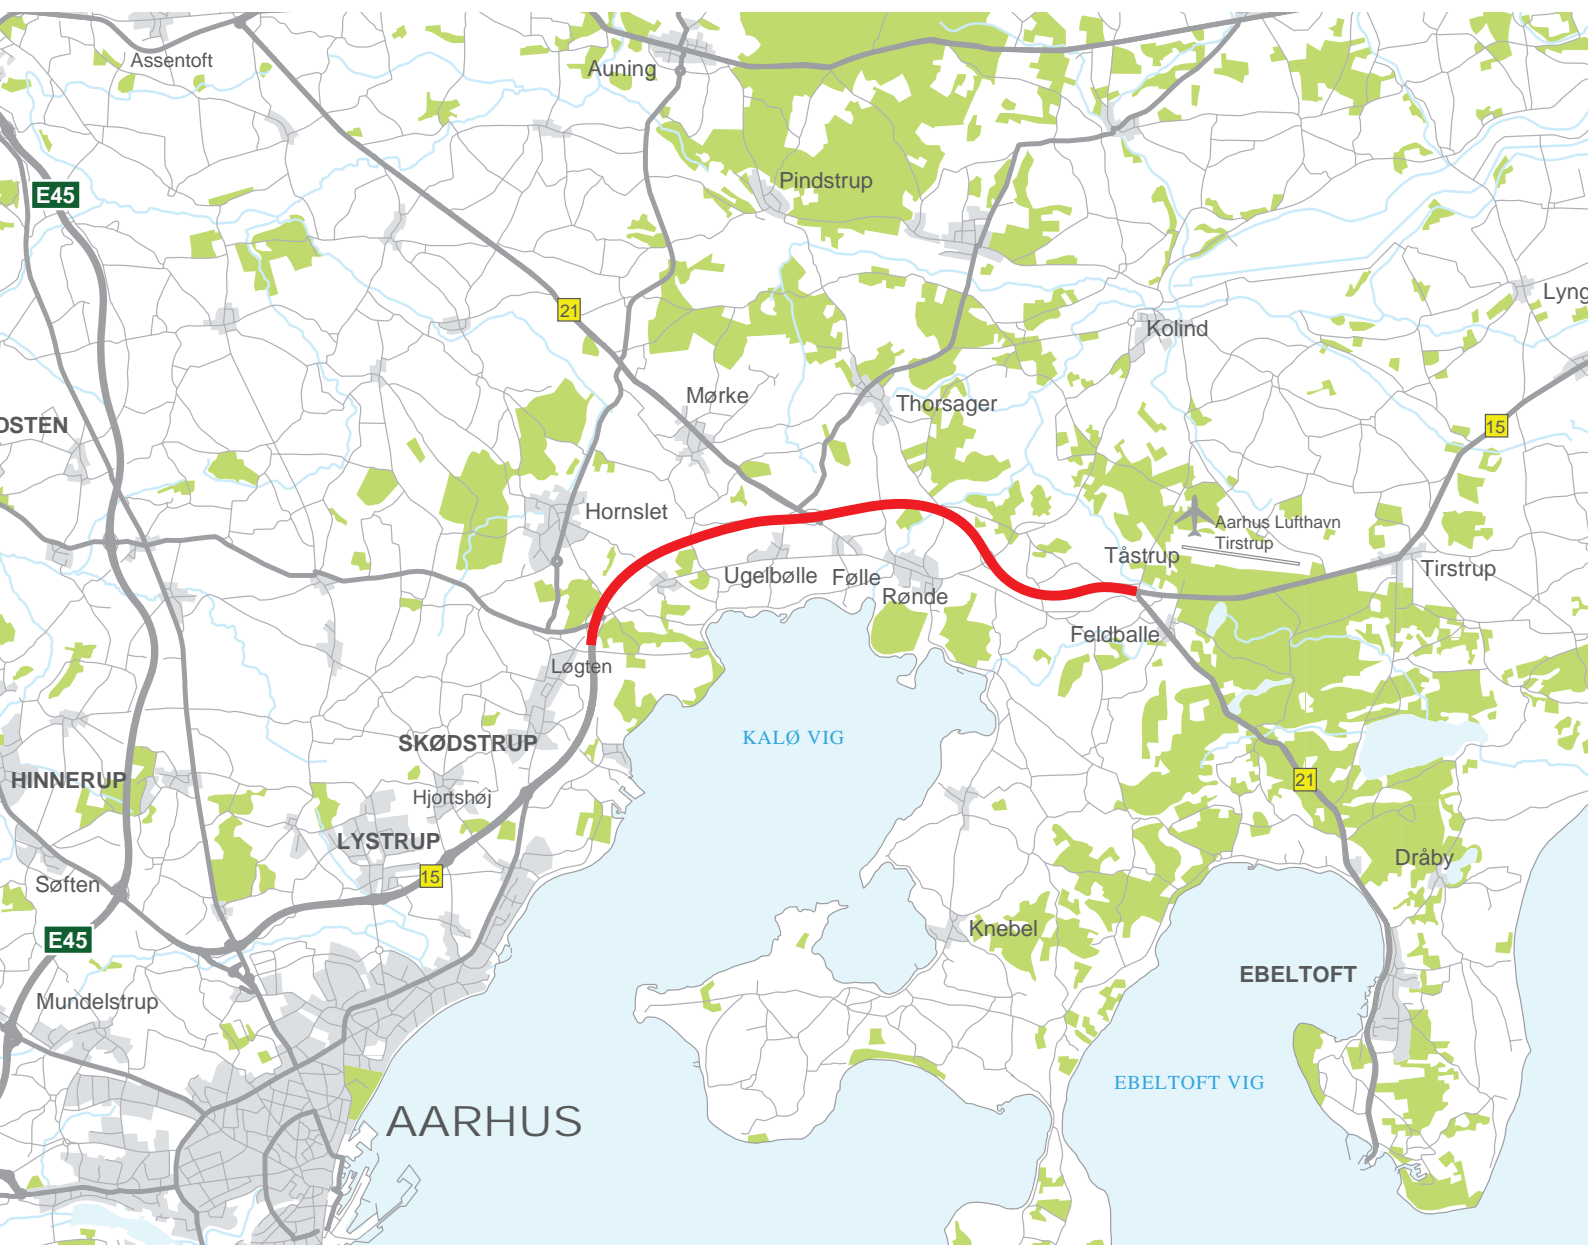 Assentoft
Auning
E45
Pindstrup
21
Lyng
Kolind
Mørke
Thorsager
OSTEN
15
Hornslet
Aarhus Lufthavn
Tirstrup
Tåstrup
Tirstrup
Ugelbølle
Følle
Rønde
Feldballe
Løgten
SKØDSTRUP
KALØ VIG
HINNERUP
21
Hjortshøj
LYSTRUP
Dråby
15
Søften
Knebel
E45
EBELTOFT
Mundelstrup
EBELTOFT VIG
AARHUS